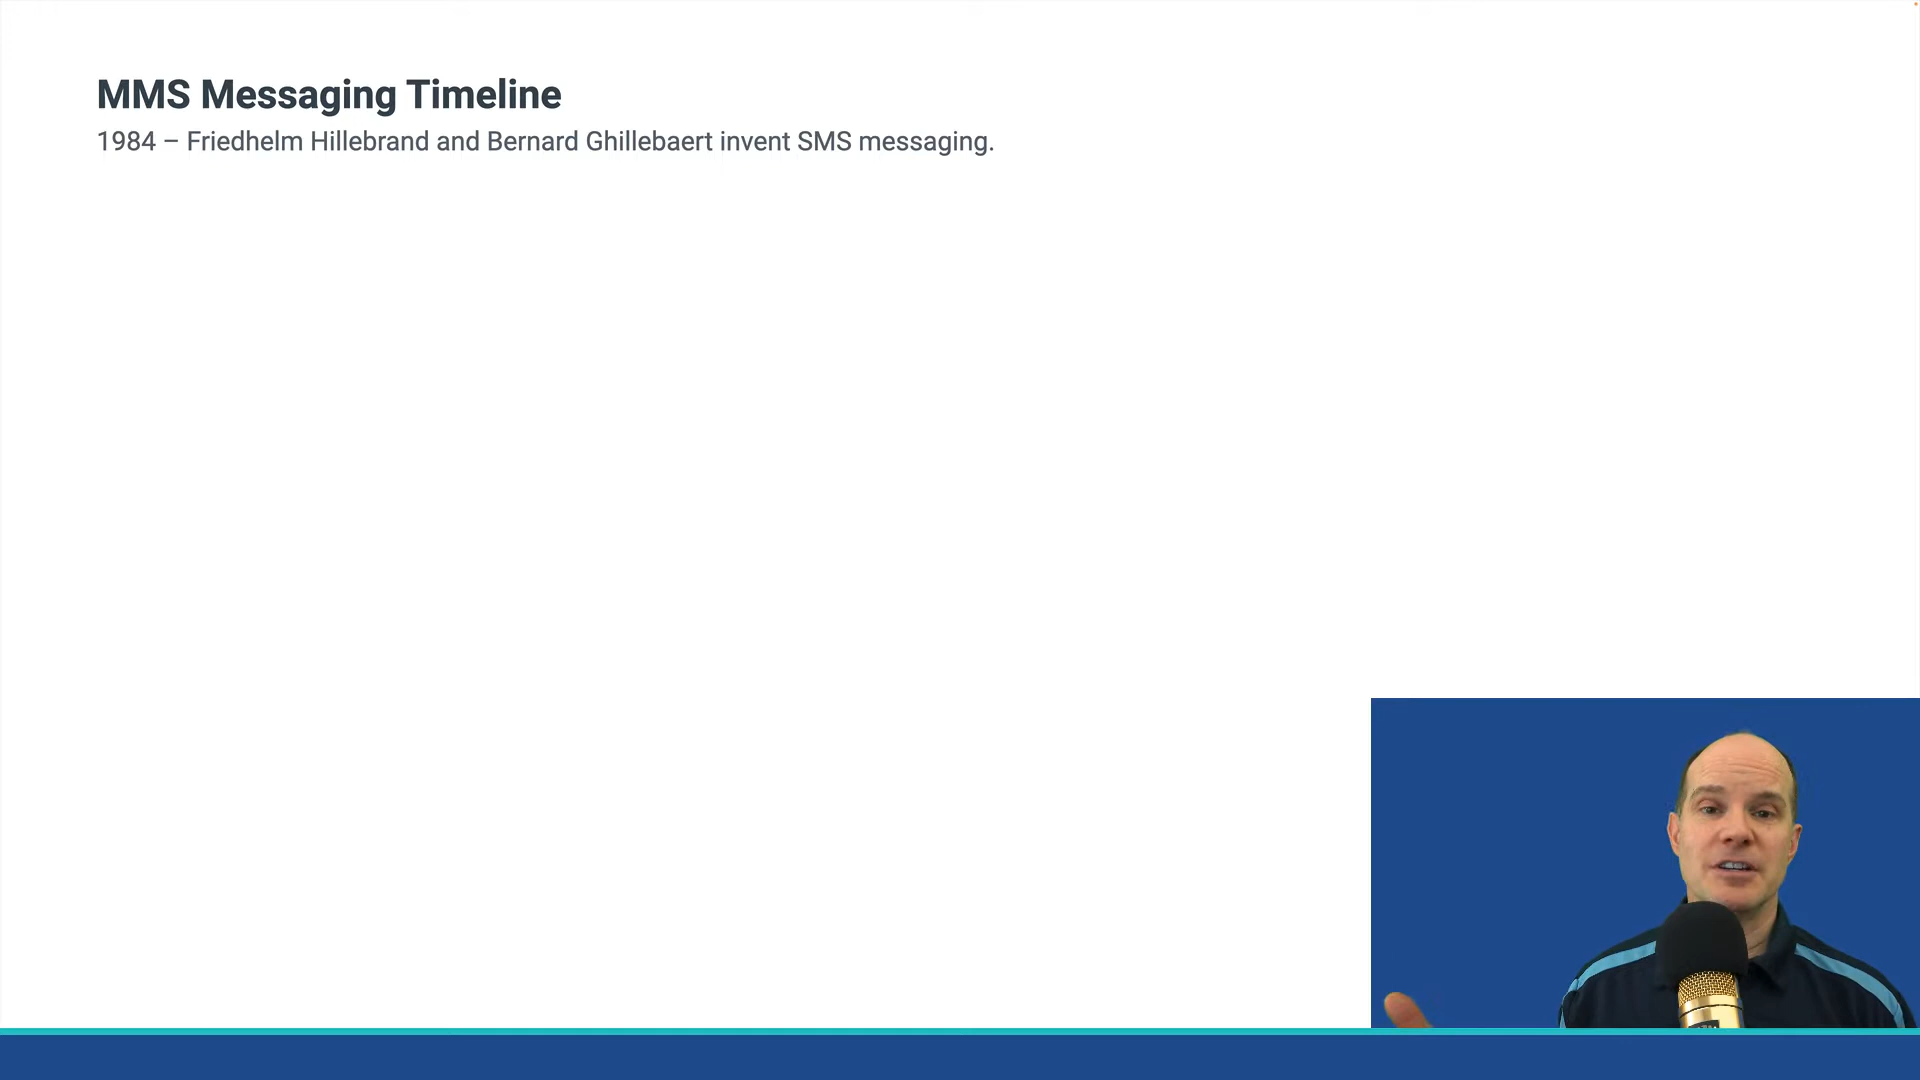 MMS Messaging Timeline
1984 – Friedhelm Hillebrand and Bernard Ghillebaert invent SMS messaging.